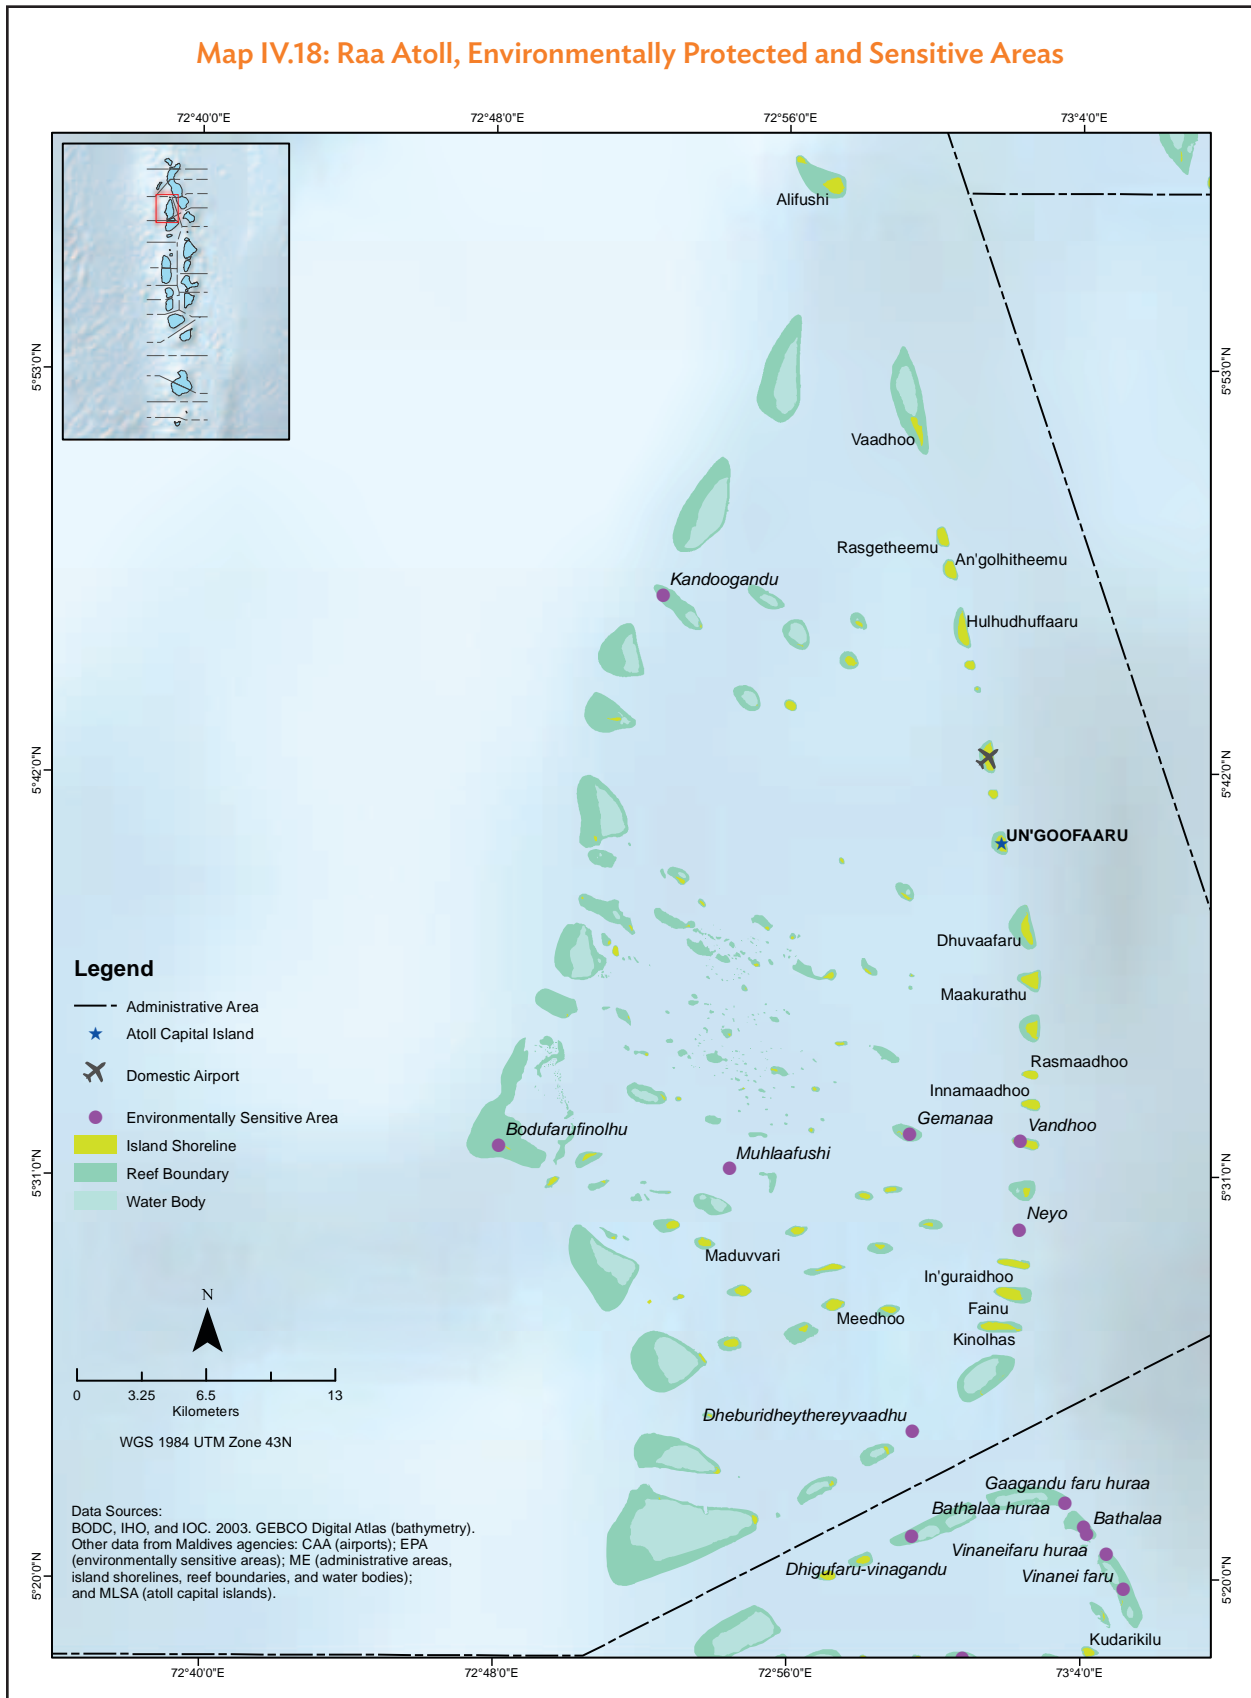 Map IV.18: Raa Atoll, Environmentally Protected and Sensitive Areas
72°40'0"E
72°48'0"E
72°56'0"E
73°4'0"E
Alifushi
5°53'0"N
5°53'0"N
Vaadhoo
Rasgetheemu
An'golhitheemu
Kandoogandu
Hulhudhuffaaru
5°42'0"N
5°42'0"N
UN'GOOFAARU
Dhuvaafaru
Maakurathu
Rasmaadhoo
Innamaadhoo
Gemanaa
Vandhoo
Bodufarufinolhu
Muhlaafushi
5°31'0"N
5°31'0"N
Neyo
Maduvvari
In'guraidhoo
Fainu
Meedhoo
Kinolhas
Dheburidheythereyvaadhu
Gaagandu faru huraa
Bathalaa huraa
Bathalaa
Vinaneifaru huraa
Dhigufaru-vinagandu
Vinanei faru
5°20'0"N
5°20'0"N
Kudarikilu
Legend
Administrative Area
Atoll Capital Island
Domestic Airport
Environmentally Sensitive Area
Island Shoreline
Reef Boundary
Water Body
N
0 3.25 6.5 13
Kilometers
WGS 1984 UTM Zone 43N
Data Sources:
BODC, IHO, and IOC. 2003. GEBCO Digital Atlas (bathymetry).
Other data from Maldives agencies: CAA (airports); EPA
(environmentally sensitive areas); ME (administrative areas,
island shorelines, reef boundaries, and water bodies);
and MLSA (atoll capital islands).
72°40'0"E
72°48'0"E
72°56'0"E
73°4'0"E